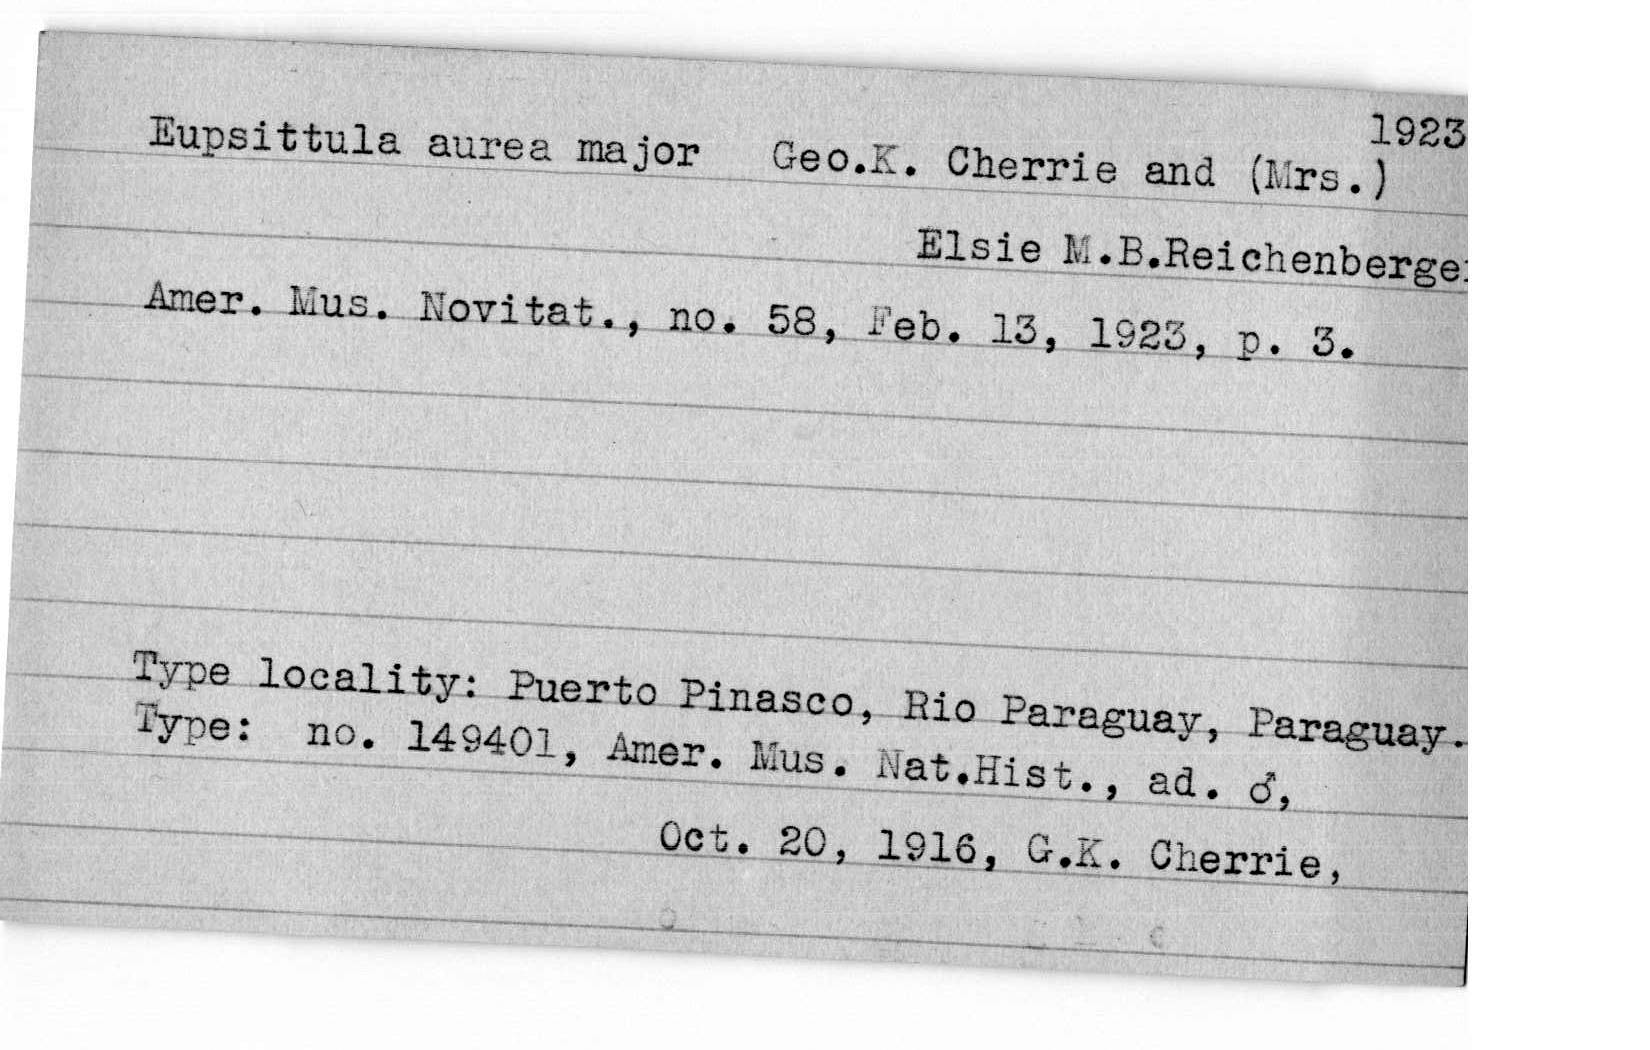 1923
Eupsittula aurea major Geo.K. Cherrie and (Mrs.)
Elsie M.B.Reichenberger
Amer. Mus. Novitat., no. 58, Feb. 13, 1923, p. 3.
Type locality: Puerto Pinasco, Rio Paraguay, Paraguay.
Type: no. 149401, Amer. Mus. Nat.Hist., ad. ♂,
Oct. 20, 1916, G.K. Cherrie,